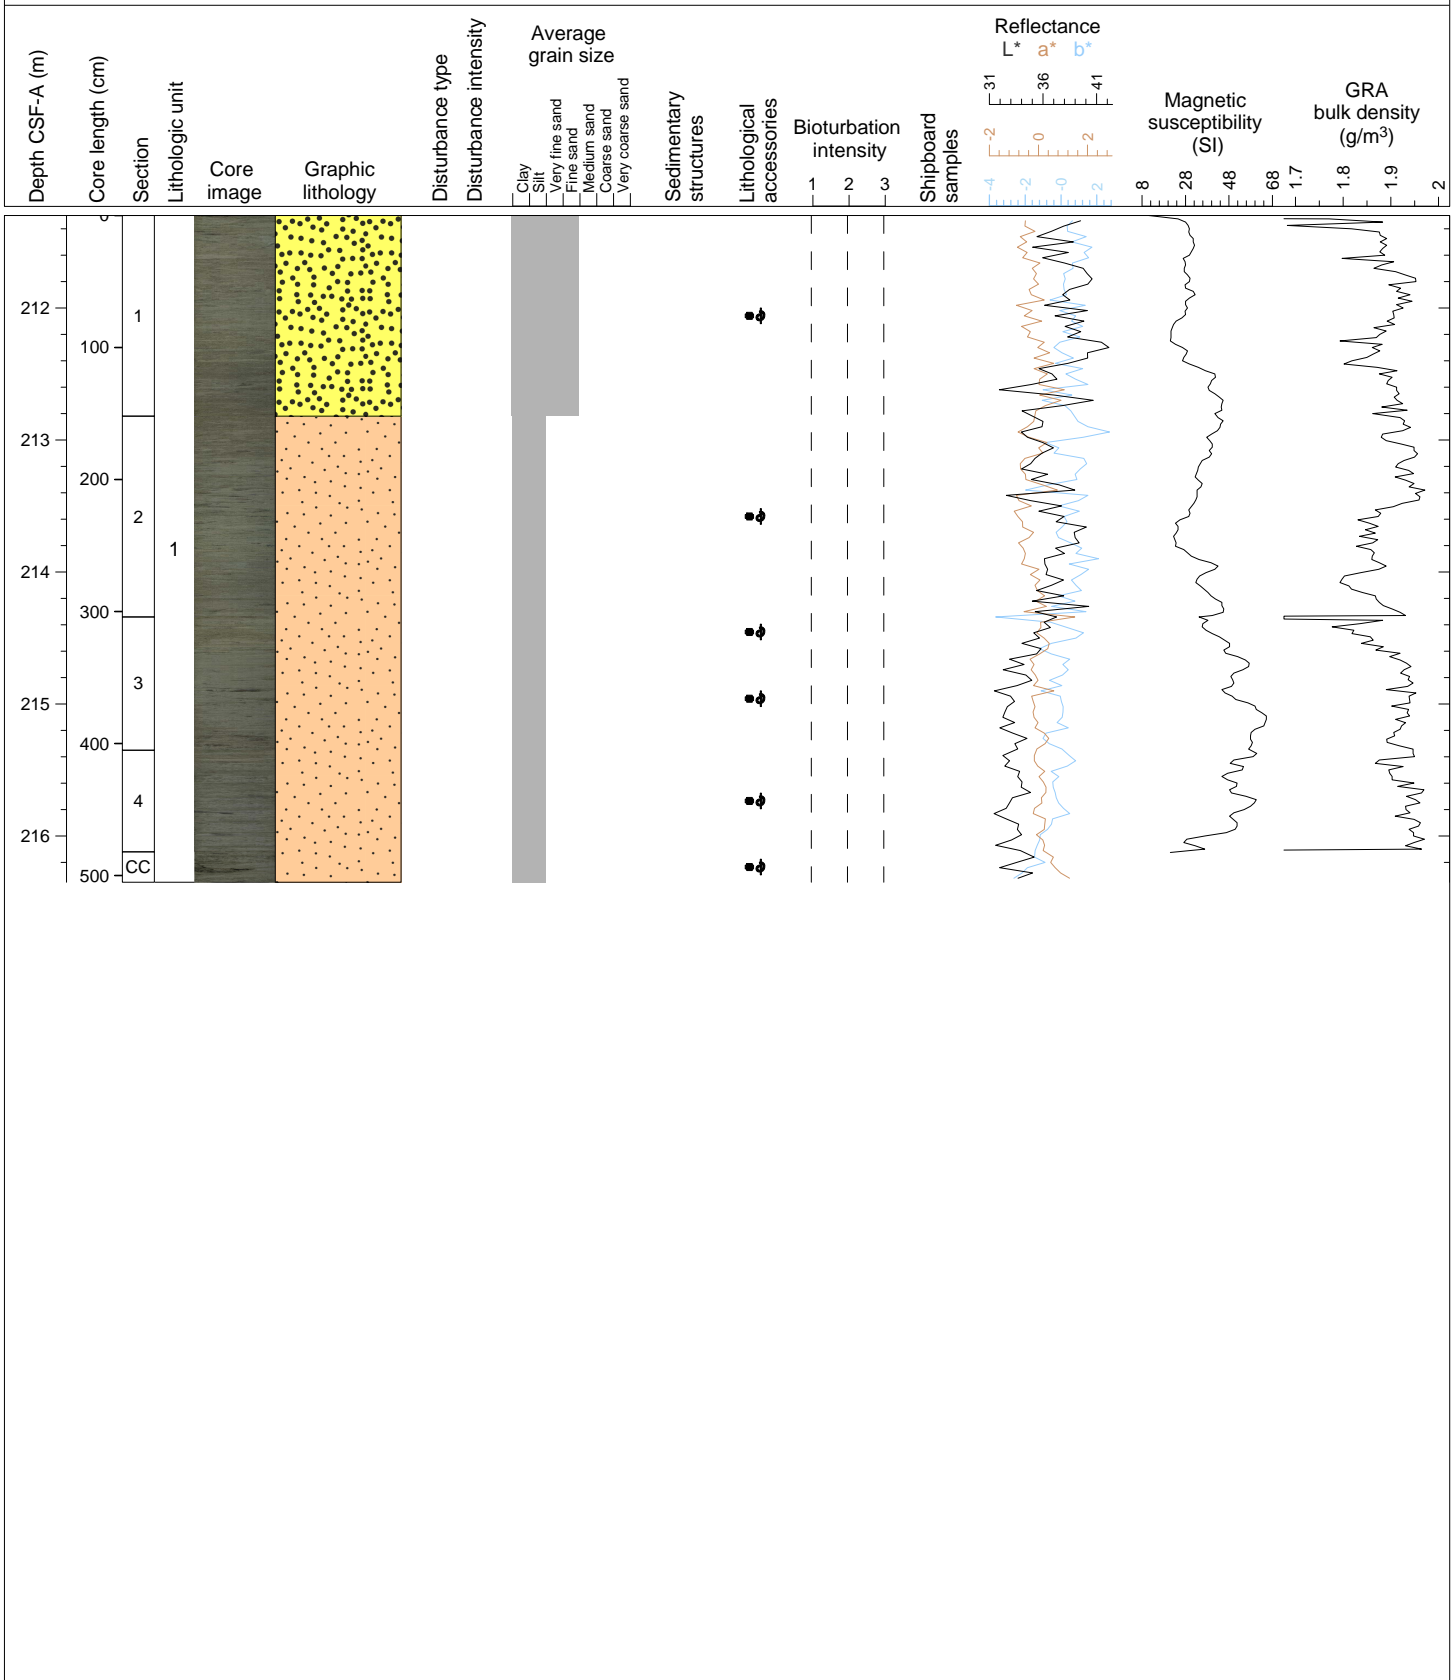 Depth CSF-A (m)
Core length (cm)
Section
Lithologic unit
Core
image
Graphic
lithology
Disturbance type
Disturbance intensity
Average
grain size
Clay
Silt
Very fine sand
Fine sand
Medium sand
Coarse sand
Very coarse sand
Sedimentary
structures
Lithological
accessories
Bioturbation
intensity
1 2 3
Shipboard
samples
Reflectance
L* a* b*
31 36 41
-2 0 2
-4 -2 -0 2
Magnetic
susceptibility
(SI)
8 28 48 68
GRA
bulk density
(g/m³)
1.7 1.8 1.9 2
0
212
1
100
213
200
2
1
214
300
3
215
400
4
216
CC
500